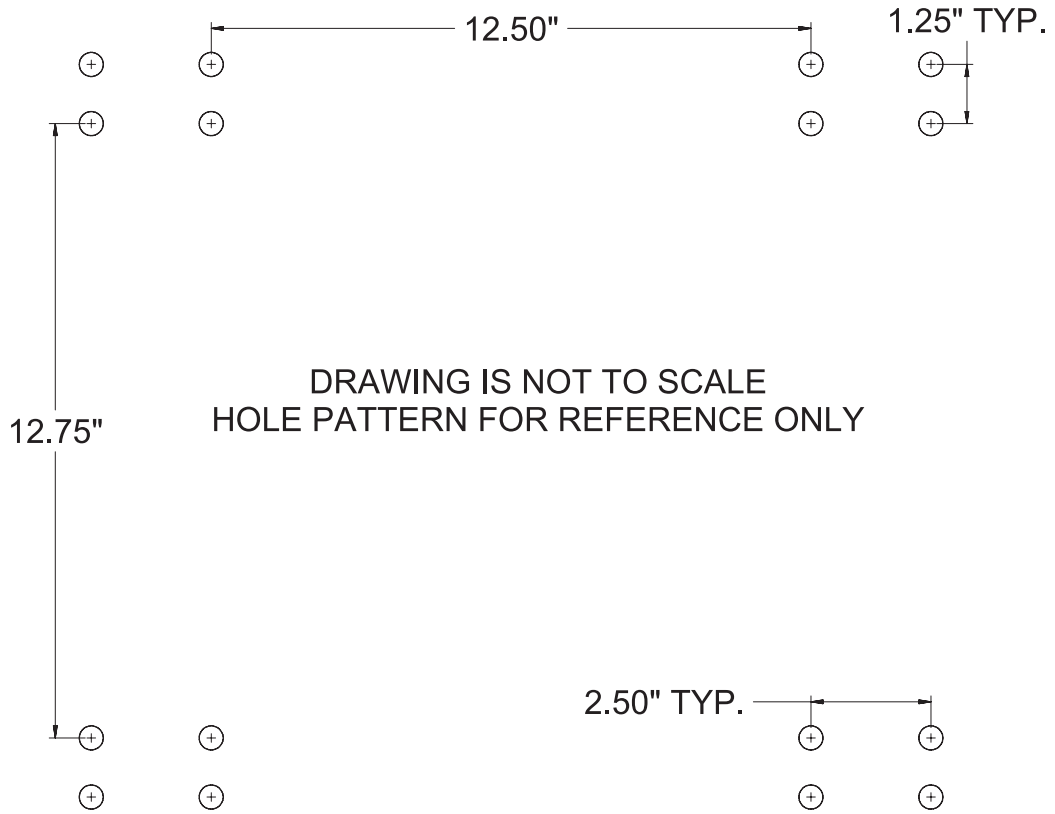 12.50"
1.25" TYP.
DRAWING IS NOT TO SCALE
HOLE PATTERN FOR REFERENCE ONLY
12.75"
2.50" TYP.